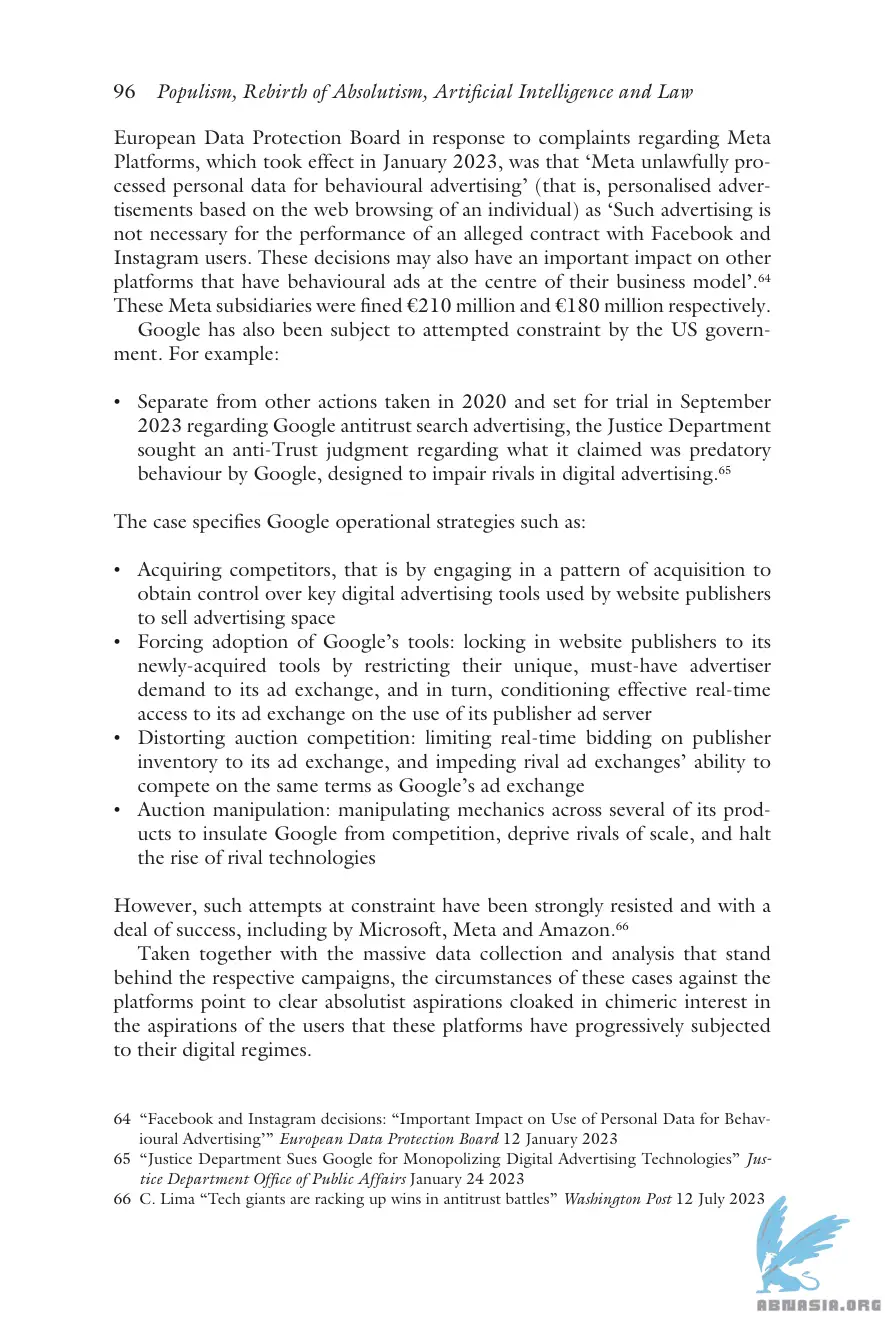 96 Populism, Rebirth of Absolutism, Artificial Intelligence and Law
European Data Protection Board in response to complaints regarding Meta
Platforms, which took effect in January 2023, was that ‘Meta unlawfully pro-
cessed personal data for behavioural advertising’ (that is, personalised adver-
tisements based on the web browsing of an individual) as ‘Such advertising is
not necessary for the performance of an alleged contract with Facebook and
Instagram users. These decisions may also have an important impact on other
platforms that have behavioural ads at the centre of their business model’.64
These Meta subsidiaries were fined €210 million and €180 million respectively.
Google has also been subject to attempted constraint by the US govern-
ment. For example:
• Separate from other actions taken in 2020 and set for trial in September
2023 regarding Google antitrust search advertising, the Justice Department
sought an anti-Trust judgment regarding what it claimed was predatory
behaviour by Google, designed to impair rivals in digital advertising.65
The case specifies Google operational strategies such as:
• Acquiring competitors, that is by engaging in a pattern of acquisition to
obtain control over key digital advertising tools used by website publishers
to sell advertising space
• Forcing adoption of Google’s tools: locking in website publishers to its
newly-acquired tools by restricting their unique, must-have advertiser
demand to its ad exchange, and in turn, conditioning effective real-time
access to its ad exchange on the use of its publisher ad server
• Distorting auction competition: limiting real-time bidding on publisher
inventory to its ad exchange, and impeding rival ad exchanges’ ability to
compete on the same terms as Google’s ad exchange
• Auction manipulation: manipulating mechanics across several of its prod-
ucts to insulate Google from competition, deprive rivals of scale, and halt
the rise of rival technologies
However, such attempts at constraint have been strongly resisted and with a
deal of success, including by Microsoft, Meta and Amazon.66
Taken together with the massive data collection and analysis that stand
behind the respective campaigns, the circumstances of these cases against the
platforms point to clear absolutist aspirations cloaked in chimeric interest in
the aspirations of the users that these platforms have progressively subjected
to their digital regimes.
64 “Facebook and Instagram decisions: “Important Impact on Use of Personal Data for Behav-
ioural Advertising’” European Data Protection Board 12 January 2023
65 “Justice Department Sues Google for Monopolizing Digital Advertising Technologies” Jus-
tice Department Office of Public Affairs January 24 2023
66 C. Lima “Tech giants are racking up wins in antitrust battles” Washington Post 12 July 2023
ABNASIA.ORG